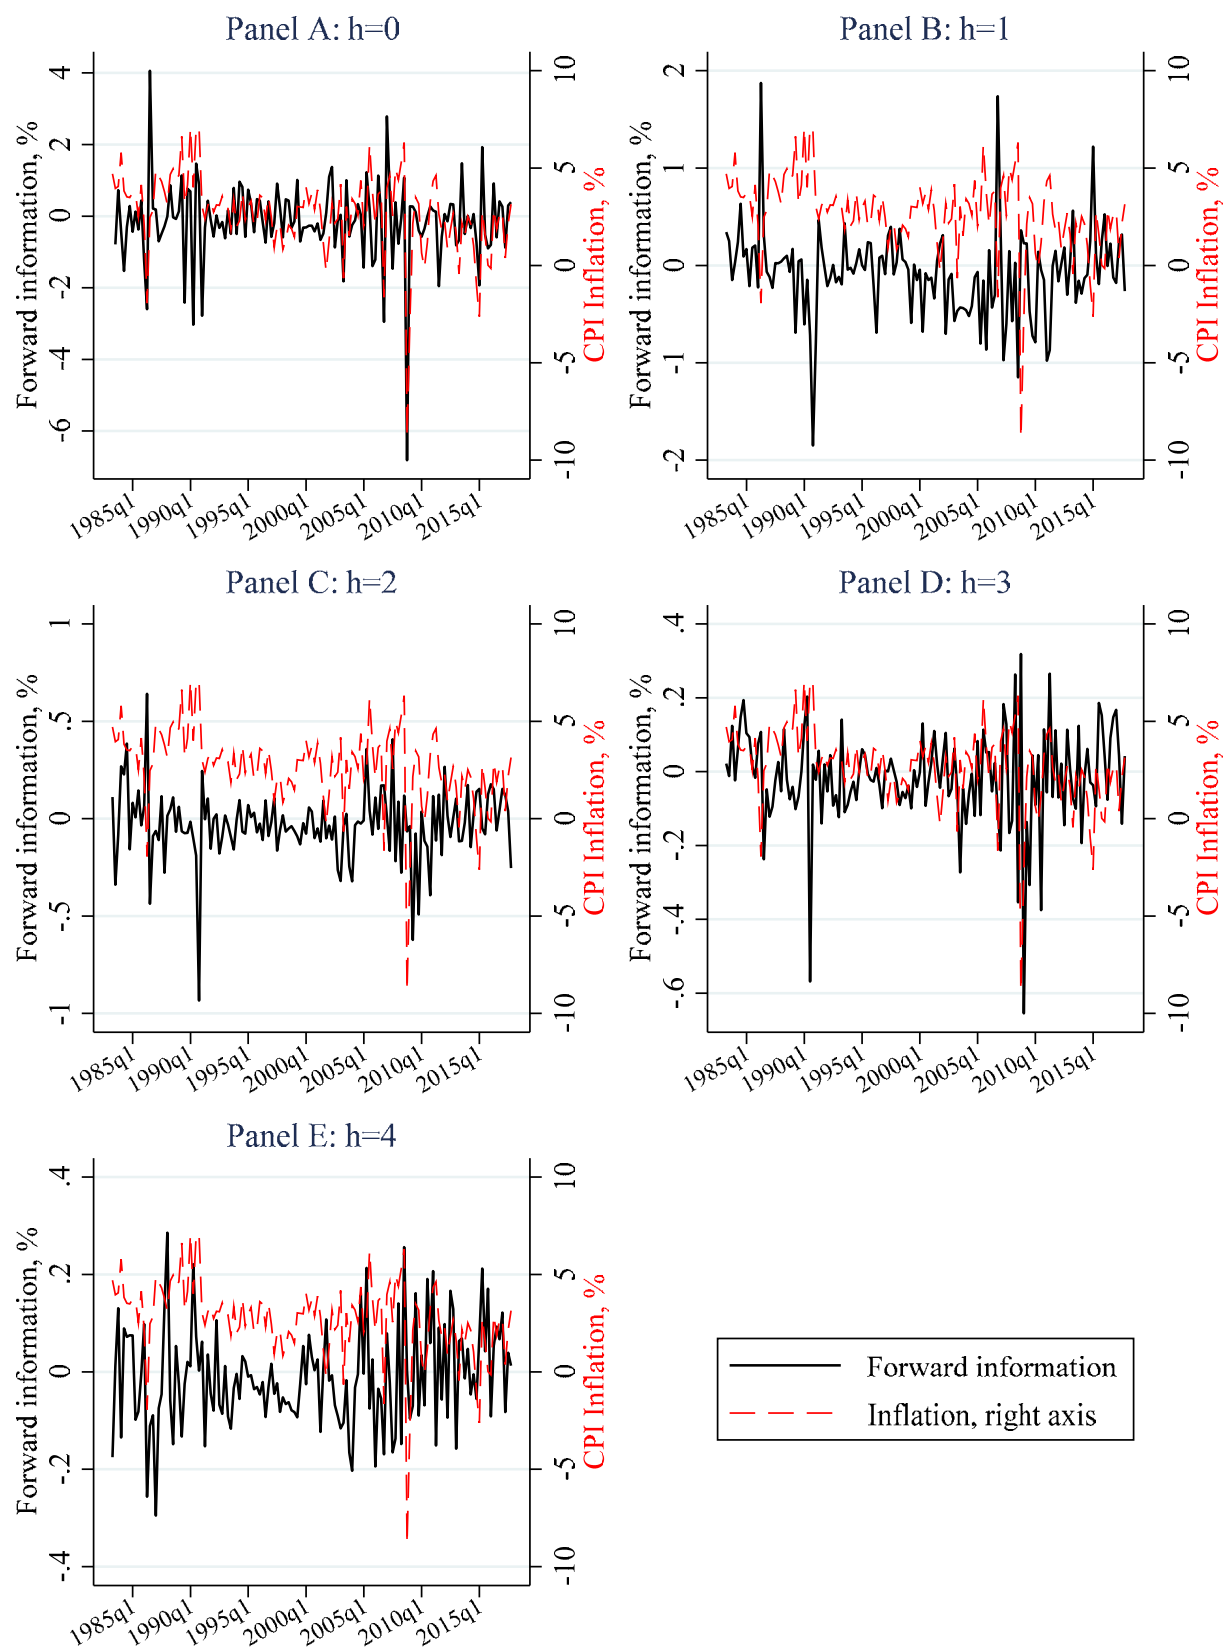 Panel A: h=0
Forward information, %
4
2
0
-2
-4
-6
10
5
0
-5
-10
CPI Inflation, %
1985q1
1990q1
1995q1
2000q1
2005q1
2010q1
2015q1
Panel B: h=1
Forward information, %
2
1
0
-1
-2
10
5
0
-5
-10
CPI Inflation, %
1985q1
1990q1
1995q1
2000q1
2005q1
2010q1
2015q1
Panel C: h=2
Forward information, %
1
.5
0
-.5
-1
10
5
0
-5
-10
CPI Inflation, %
1985q1
1990q1
1995q1
2000q1
2005q1
2010q1
2015q1
Panel D: h=3
Forward information, %
.4
.2
0
-.2
-.4
-.6
10
5
0
-5
-10
CPI Inflation, %
1985q1
1990q1
1995q1
2000q1
2005q1
2010q1
2015q1
Panel E: h=4
Forward information, %
.4
.2
0
-.2
-.4
10
5
0
-5
-10
CPI Inflation, %
1985q1
1990q1
1995q1
2000q1
2005q1
2010q1
2015q1
Forward information
Inflation, right axis